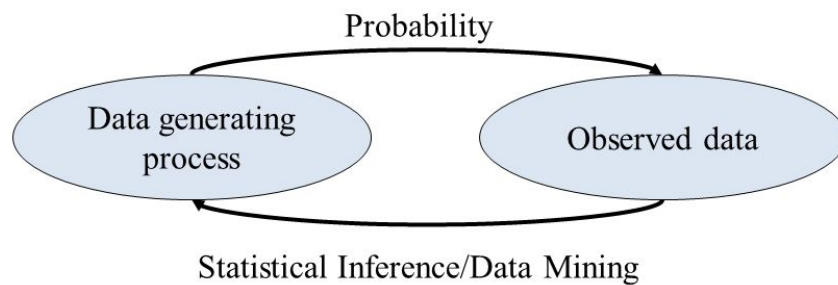 Probability
Data generating
process
Observed data
Statistical Inference/Data Mining